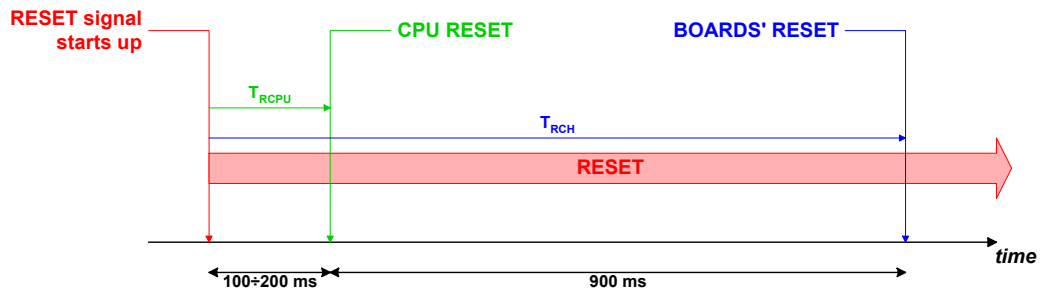 RESET signal
starts up
CPU RESET
BOARDS' RESET
TRCPU
TRCH
RESET
time
100÷200 ms
900 ms